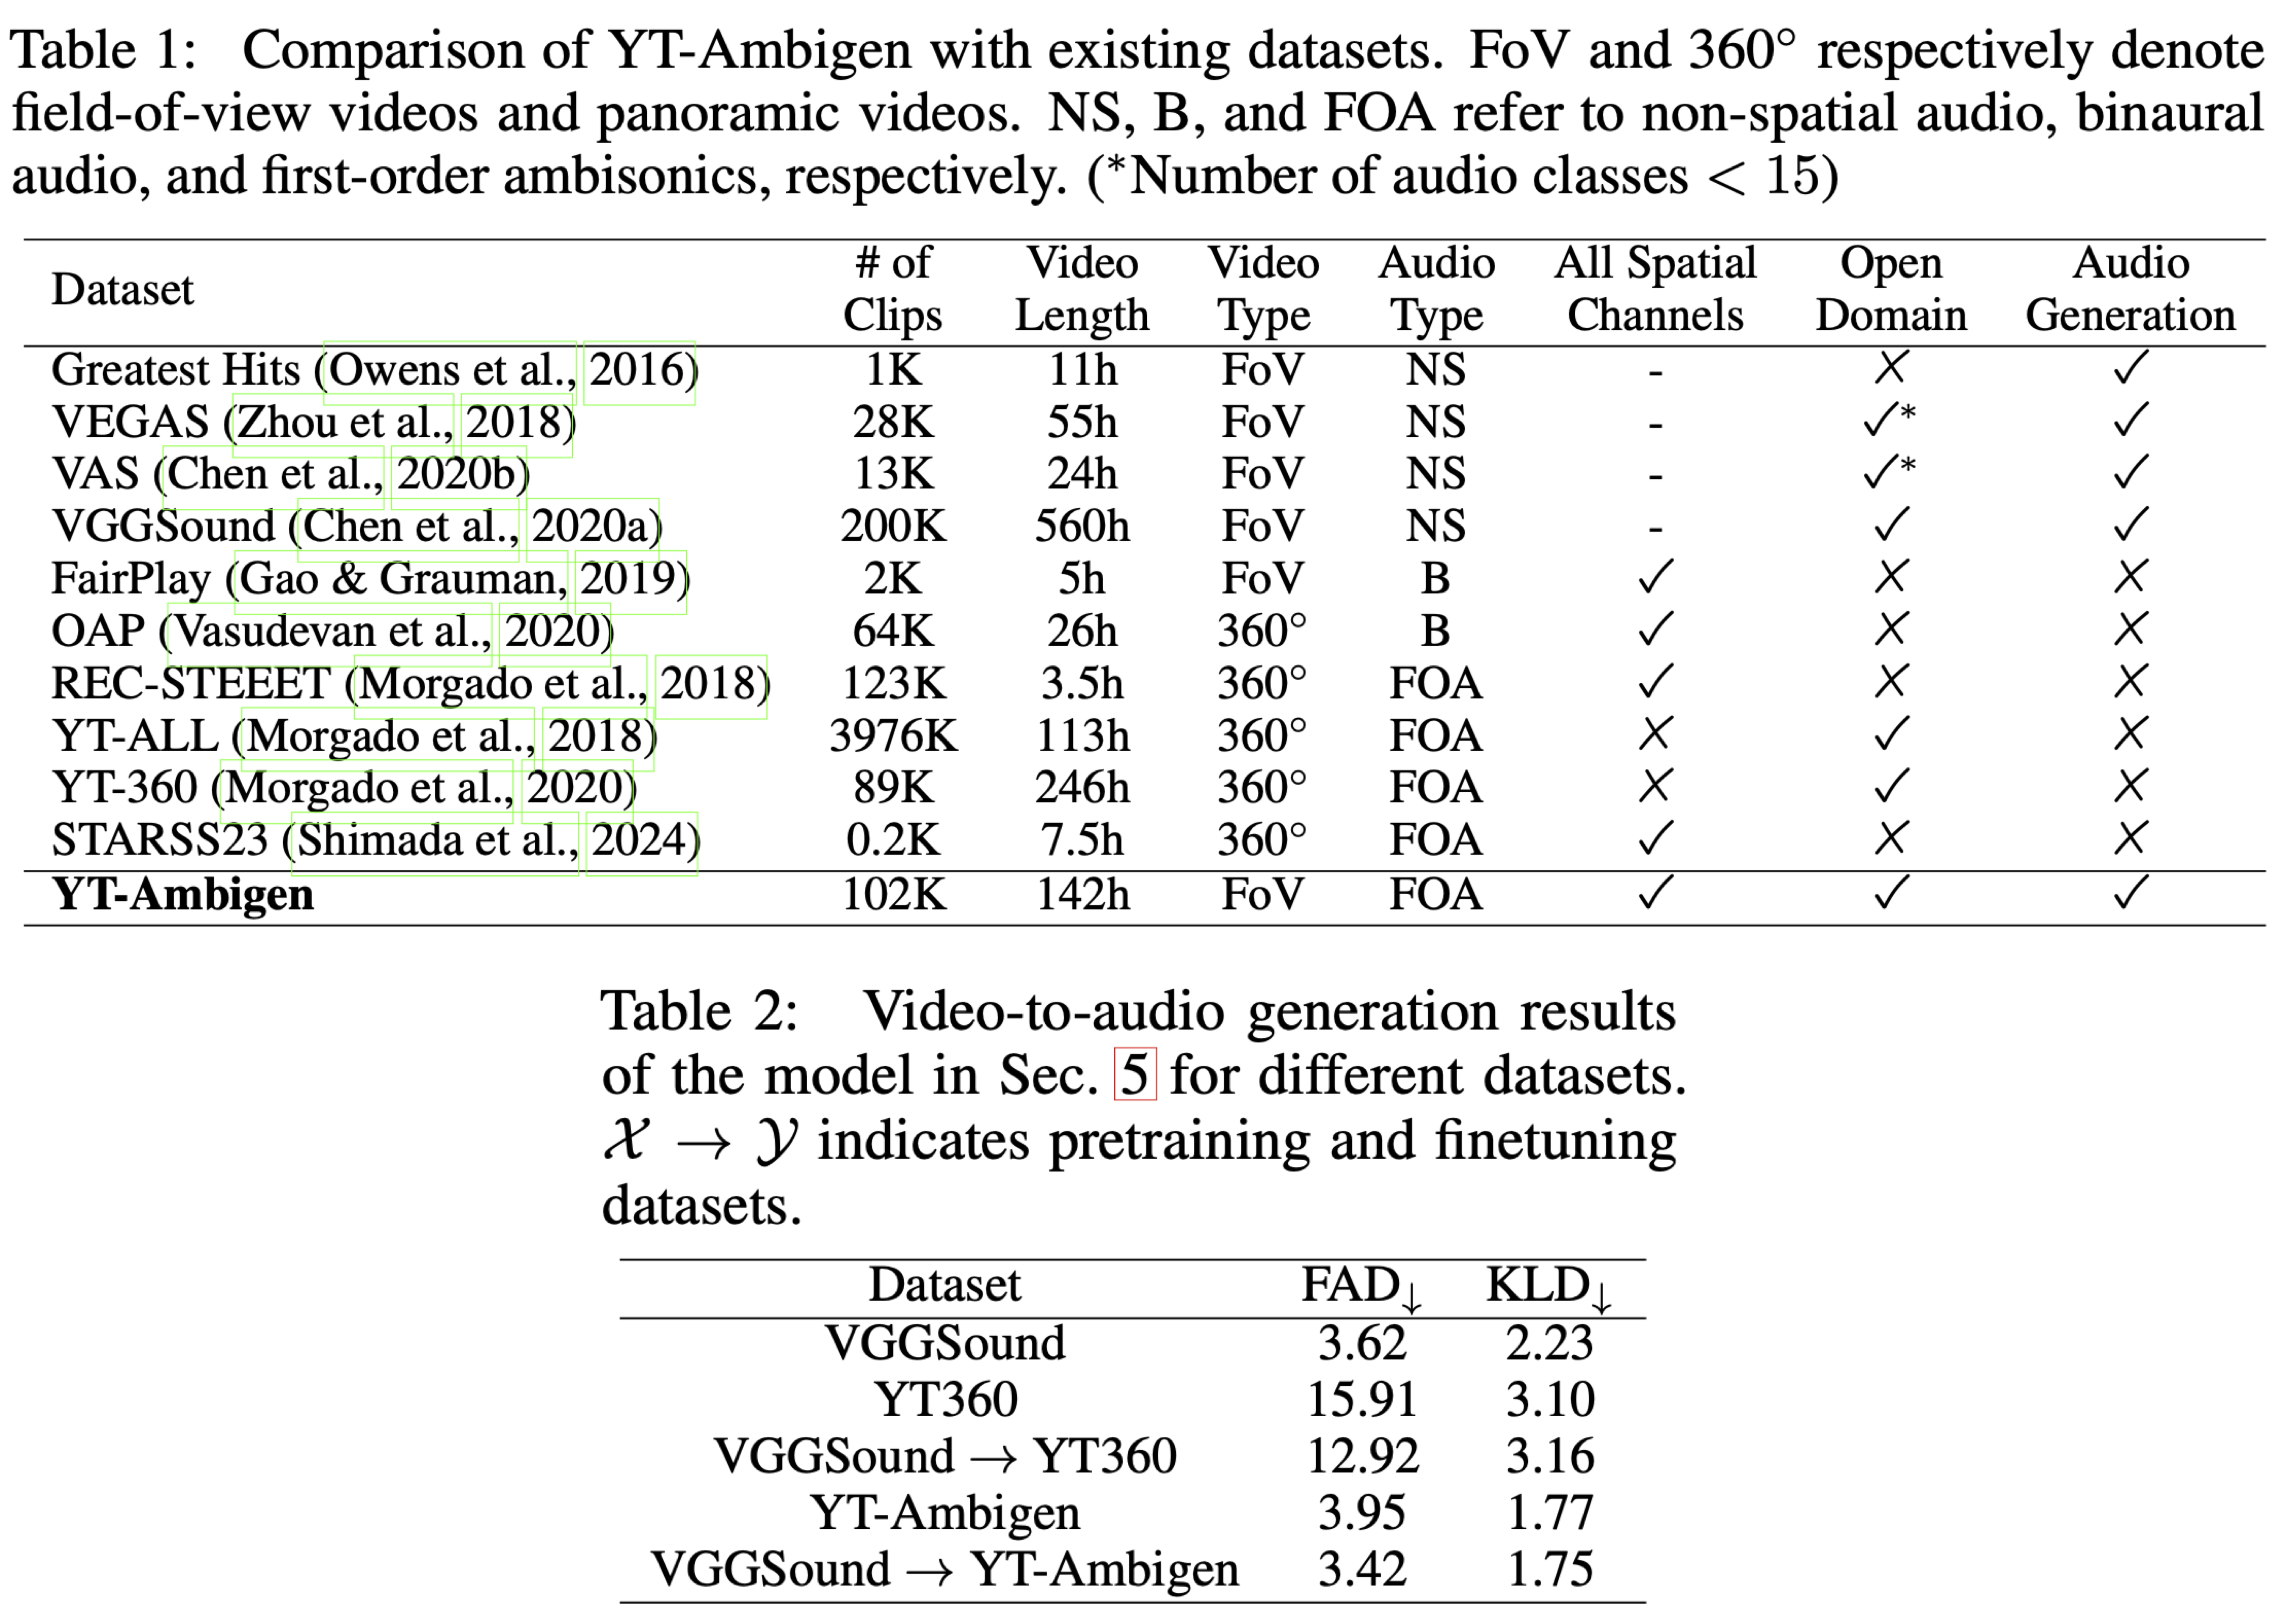 Table 1: Comparison of YT-Ambigen with existing datasets. FoV and 360° respectively denote
field-of-view videos and panoramic videos. NS, B, and FOA refer to non-spatial audio, binaural
audio, and first-order ambisonics, respectively. (*Number of audio classes < 15)
Dataset # of Clips Video Length Video Type Audio Type All Spatial Channels Open Domain Audio Generation
Greatest Hits (Owens et al., 2016) 1K 11h FoV NS - ✗ ✓
VEGAS (Zhou et al., 2018) 28K 55h FoV NS - ✓* ✓
VAS (Chen et al., 2020b) 13K 24h FoV NS - ✓* ✓
VGGSound (Chen et al., 2020a) 200K 560h FoV NS - ✓ ✓
FairPlay (Gao & Grauman, 2019) 2K 5h FoV B ✓ ✗ ✗
OAP (Vasudevan et al., 2020) 64K 26h 360° B ✓ ✗ ✗
REC-STEEET (Morgado et al., 2018) 123K 3.5h 360° FOA ✓ ✗ ✗
YT-ALL (Morgado et al., 2018) 3976K 113h 360° FOA ✗ ✓ ✗
YT-360 (Morgado et al., 2020) 89K 246h 360° FOA ✗ ✓ ✗
STARSS23 (Shimada et al., 2024) 0.2K 7.5h 360° FOA ✓ ✗ ✗
YT-Ambigen 102K 142h FoV FOA ✓ ✓ ✓
Table 2: Video-to-audio generation results
of the model in Sec. 5 for different datasets.
𝒳 → 𝒴 indicates pretraining and finetuning
datasets.
Dataset FAD↓ KLD↓
VGGSound 3.62 2.23
YT360 15.91 3.10
VGGSound → YT360 12.92 3.16
YT-Ambigen 3.95 1.77
VGGSound → YT-Ambigen 3.42 1.75